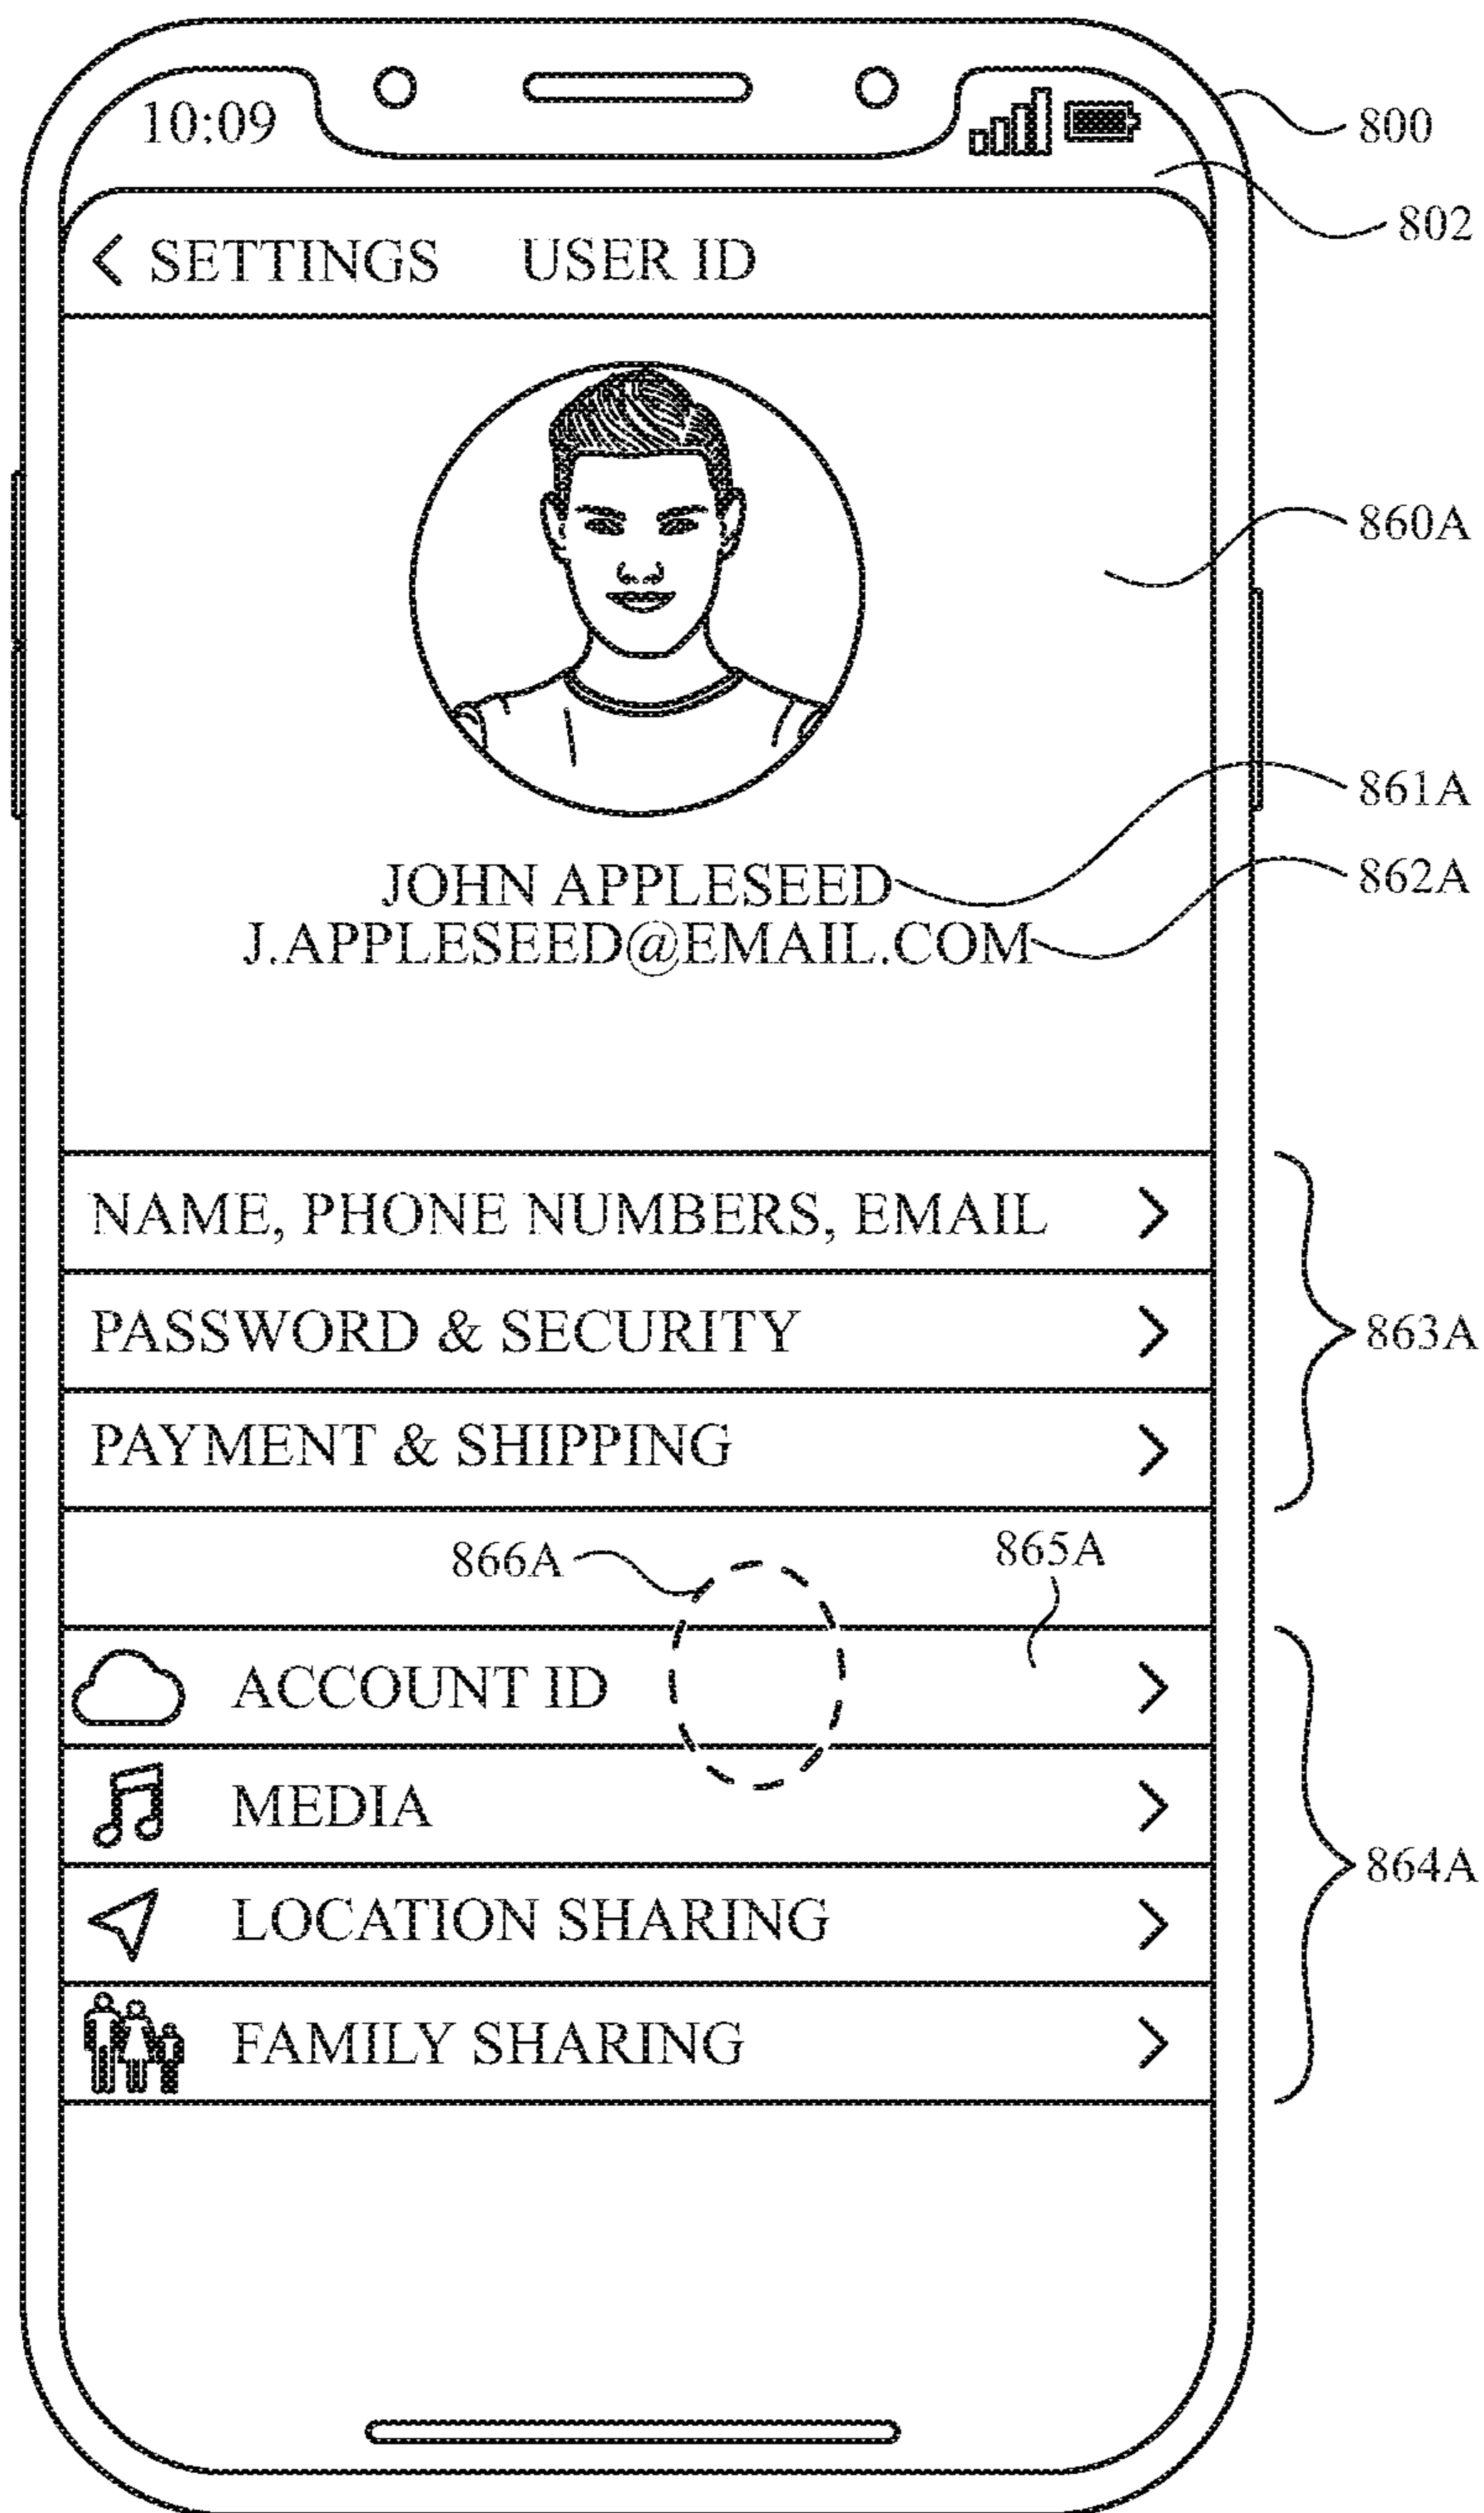 10:09
800
802
< SETTINGS USER ID
860A
861A
JOHN APPLESEED
862A
J.APPLESEED@EMAIL.COM
NAME, PHONE NUMBERS, EMAIL >
PASSWORD & SECURITY >
863A
PAYMENT & SHIPPING >
866A 865A
ACCOUNT ID >
MEDIA >
864A
LOCATION SHARING >
FAMILY SHARING >